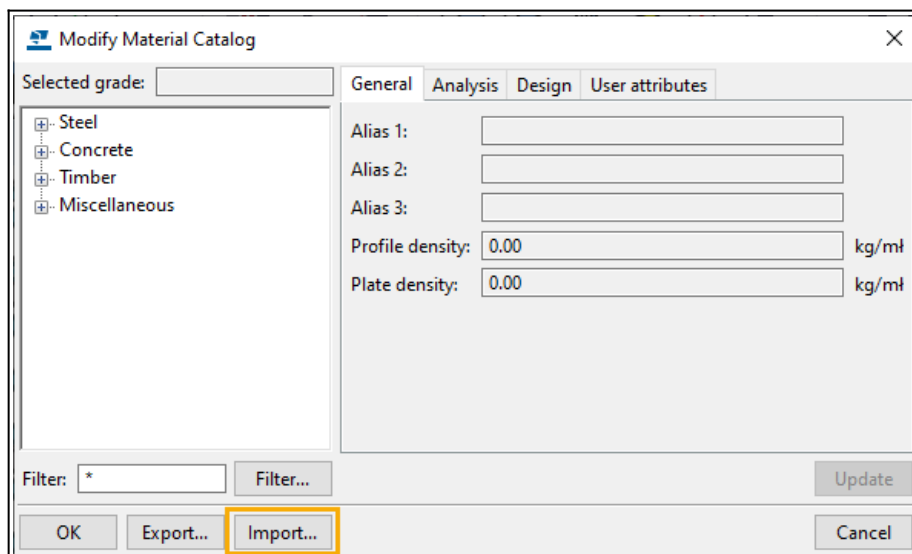 Modify Material Catalog
Selected grade:
General Analysis Design User attributes
Steel
Concrete
Timber
Miscellaneous
Alias 1:
Alias 2:
Alias 3:
Profile density: 0.00 kg/mł
Plate density: 0.00 kg/mł
Filter: * Filter... Update
OK Export... Import... Cancel